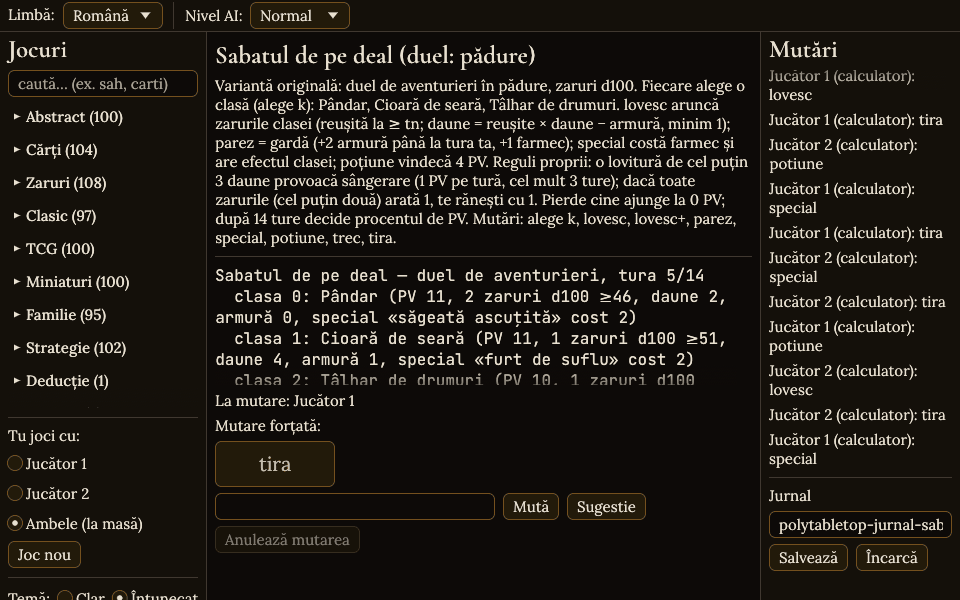 Limbă: Română ▼ Nivel AI: Normal ▼
Jocuri
caută... (ex. sah, carti)
▸ Abstract (100)
▸ Cărți (104)
▸ Zaruri (108)
▸ Clasic (97)
▸ TCG (100)
▸ Miniaturi (100)
▸ Familie (95)
▸ Strategie (102)
▸ Deducție (1)
Tu joci cu:
Jucător 1
Jucător 2
Ambele (la masă)
Joc nou
Temă: Clar Întunecat
Sabatul de pe deal (duel: pădure)
Variantă originală: duel de aventurieri în pădure, zaruri d100. Fiecare alege o
clasă (alege k): Pândar, Cioară de seară, Tâlhar de drumuri. lovesc aruncă
zarurile clasei (reușită la ≥ tn; daune = reușite × daune − armură, minim 1);
parez = gardă (+2 armură până la tura ta, +1 farmec); special costă farmec și
are efectul clasei; poțiune vindecă 4 PV. Reguli proprii: o lovitură de cel puțin
3 daune provoacă sângerare (1 PV pe tură, cel mult 3 ture); dacă toate
zarurile (cel puțin două) arată 1, te rănești cu 1. Pierde cine ajunge la 0 PV;
după 14 ture decide procentul de PV. Mutări: alege k, lovesc, lovesc+, parez,
special, potiune, trec, tira.
Sabatul de pe deal — duel de aventurieri, tura 5/14
clasa 0: Pândar (PV 11, 2 zaruri d100 ≥46, daune 2,
armură 0, special «săgeată ascuțită» cost 2)
clasa 1: Cioară de seară (PV 11, 1 zaruri d100 ≥51,
daune 4, armură 1, special «furt de suflu» cost 2)
clasa 2: Tâlhar de drumuri (PV 10, 1 zaruri d100
La mutare: Jucător 1
Mutare forțată:
tira
Mută Sugestie
Anulează mutarea
Mutări
Jucător 1 (calculator):
lovesc
Jucător 1 (calculator): tira
Jucător 2 (calculator):
potiune
Jucător 1 (calculator):
special
Jucător 1 (calculator): tira
Jucător 2 (calculator):
special
Jucător 2 (calculator): tira
Jucător 1 (calculator):
potiune
Jucător 2 (calculator):
lovesc
Jucător 2 (calculator): tira
Jucător 1 (calculator):
special
Jurnal
polytabletop-jurnal-sab
Salvează Încarcă